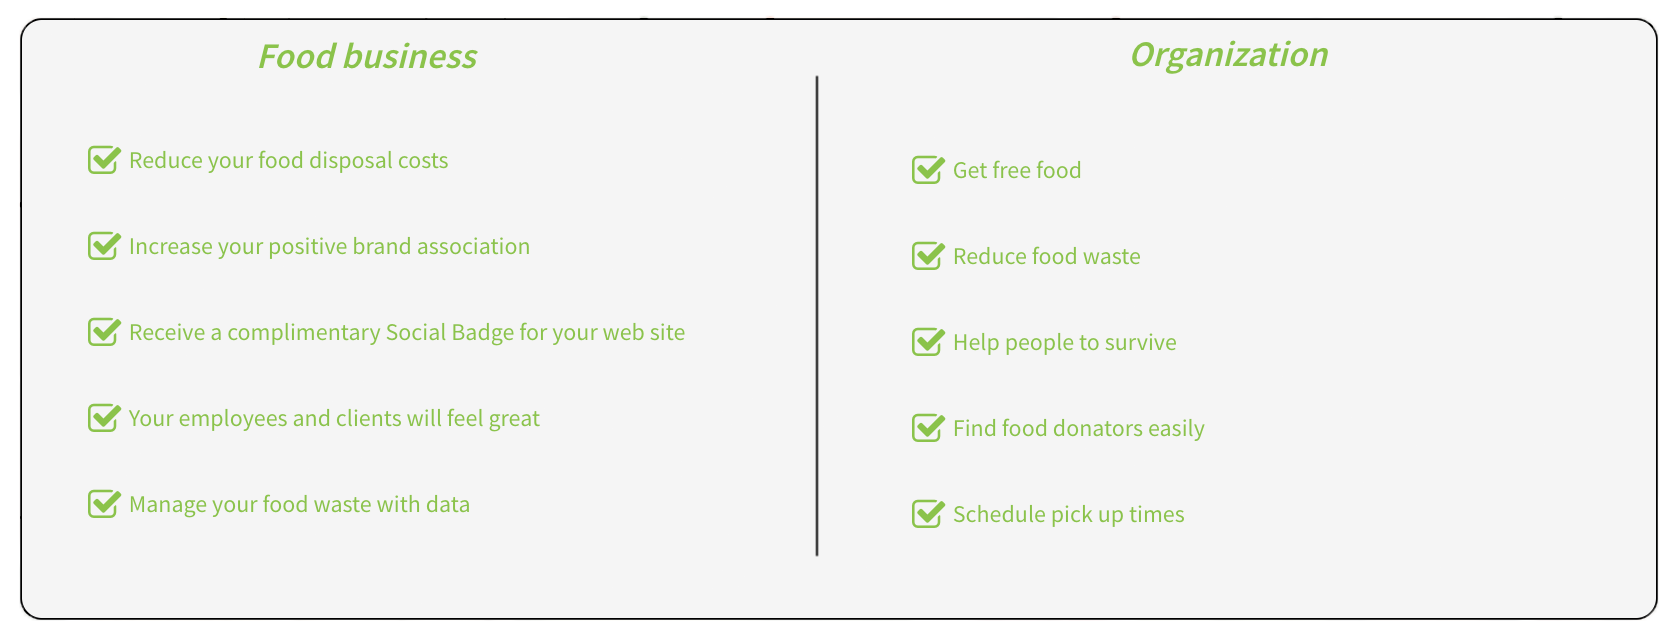 Food business
Reduce your food disposal costs
Increase your positive brand association
Receive a complimentary Social Badge for your web site
Your employees and clients will feel great
Manage your food waste with data
Organization
Get free food
Reduce food waste
Help people to survive
Find food donators easily
Schedule pick up times